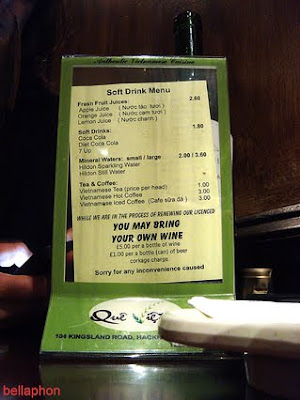 Authentic Vietnamese Cuisine
Soft Drink Menu
Fresh Fruit Juices: 2.80
Apple Juice ( Nước táo tươi )
Orange Juice ( Nước cam tươi )
Lemon Juice ( Nước chanh )
Soft Drinks: 1.80
Coca Cola
Diet Coca Cola
7 Up
Mineral Waters: small / large 2.00 / 3.60
Hildon Sparkling Water
Hildon Still Water
Tea & Coffee:
Vietnamese Tea (price per head) 1.00
Vietnamese Hot Coffee 3.00
Vietnamese Iced Coffee (Cafe sữa đá ) 3.00
WHILE WE ARE IN THE PROCESS OF RENEWING OUR LICENCED
YOU MAY BRING
YOUR OWN WINE
£5.00 per a bottle of wine
£1.00 per a bottle (can) of beer
corkage charge
Sorry for any inconvenience caused
Quê
104 KINGSLAND ROAD,
bellaphon